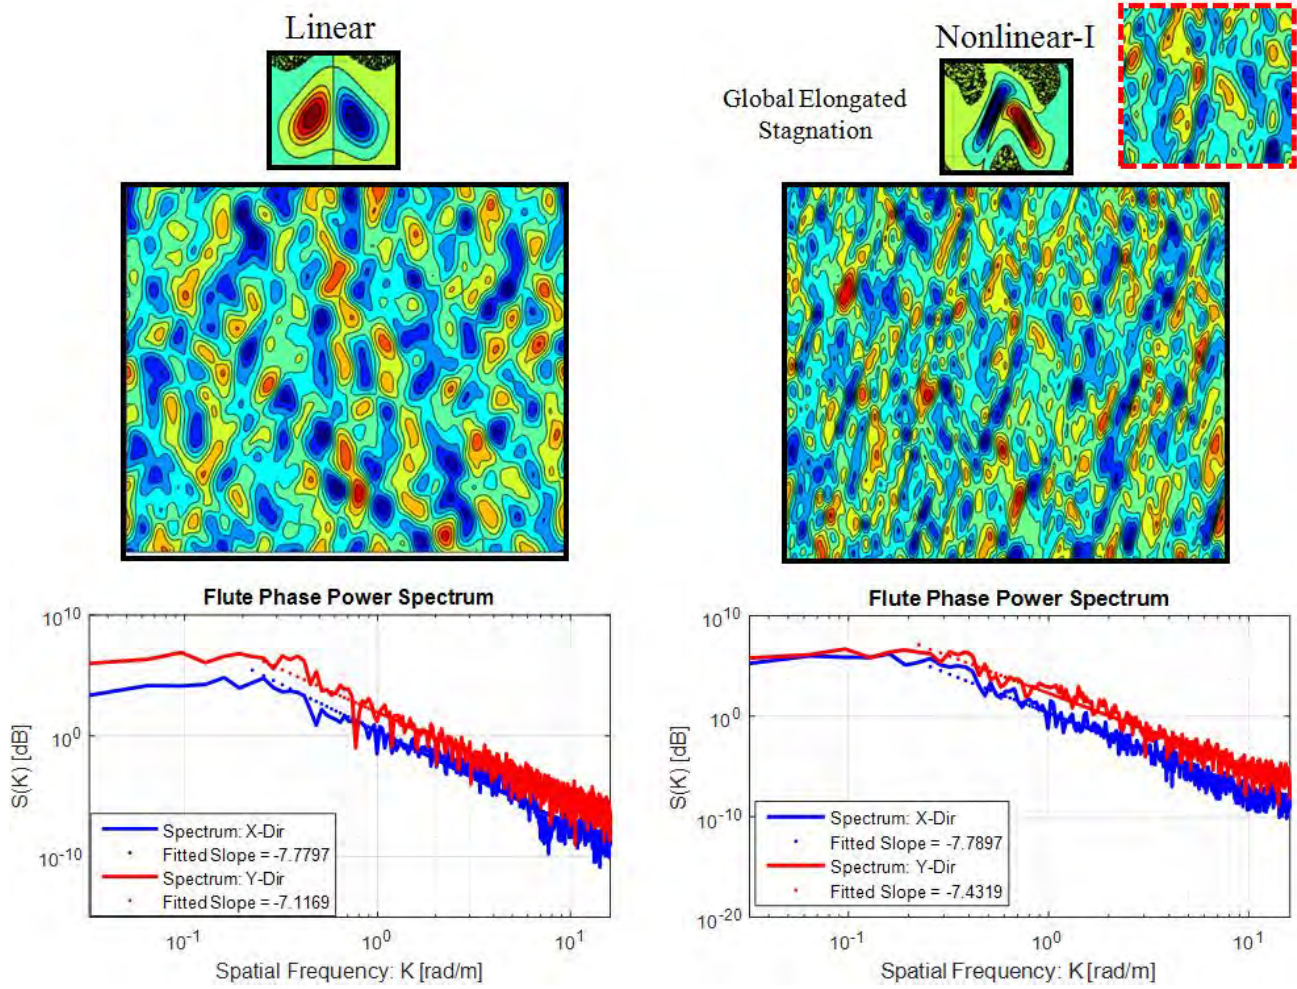 Linear
Nonlinear-I
Global Elongated
Stagnation
Flute Phase Power Spectrum
10^10
10^0
10^-10
S(K) [dB]
Spectrum: X-Dir
Fitted Slope = -7.7797
Spectrum: Y-Dir
Fitted Slope = -7.1169
10^-1
10^0
10^1
Spatial Frequency: K [rad/m]
Flute Phase Power Spectrum
10^10
10^0
10^-10
10^-20
S(K) [dB]
Spectrum: X-Dir
Fitted Slope = -7.7897
Spectrum: Y-Dir
Fitted Slope = -7.4319
10^-1
10^0
10^1
Spatial Frequency: K [rad/m]